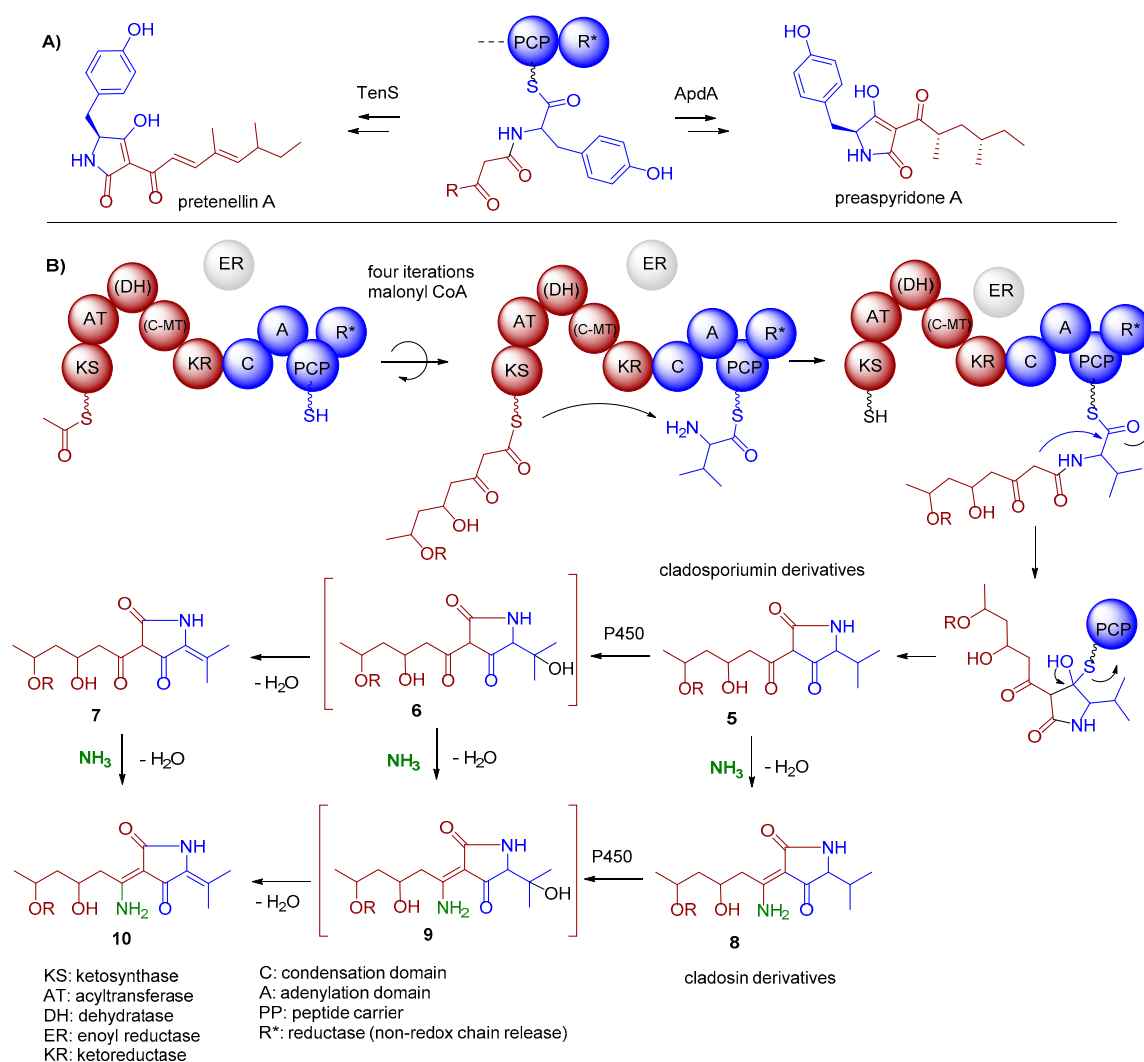 A)
HO
OH
HN
O
O
pretenellin A
TenS
PCP
R*
S
O
NH
O
R
O
OH
ApdA
HO
OH
O
NH
O
preaspyridone A
B)
ER
(DH)
AT
(C-MT)
KS
KR
C
A
PCP
R*
S
O
SH
four iterations
malonyl CoA
ER
(DH)
AT
(C-MT)
KS
KR
C
A
PCP
R*
S
O
O
OH
OR
S
H2N
O
ER
(DH)
AT
(C-MT)
KS
KR
C
A
PCP
R*
SH
S
O
NH
O
O
OH
OR
cladosporiumin derivatives
PCP
S
HO
RO
HO
O
O
NH
O
NH
O
O
OH
OR
5
P450
O
NH
OH
O
O
OH
OR
6
- H2O
O
NH
O
O
OH
OR
7
NH3
- H2O
NH3
- H2O
NH3
- H2O
O
NH
O
NH2
OH
OR
10
- H2O
O
NH
OH
O
NH2
OH
OR
9
P450
O
NH
O
NH2
OH
OR
8
cladosin derivatives
KS: ketosynthase
AT: acyltransferase
DH: dehydratase
ER: enoyl reductase
KR: ketoreductase
C: condensation domain
A: adenylation domain
PP: peptide carrier
R*: reductase (non-redox chain release)